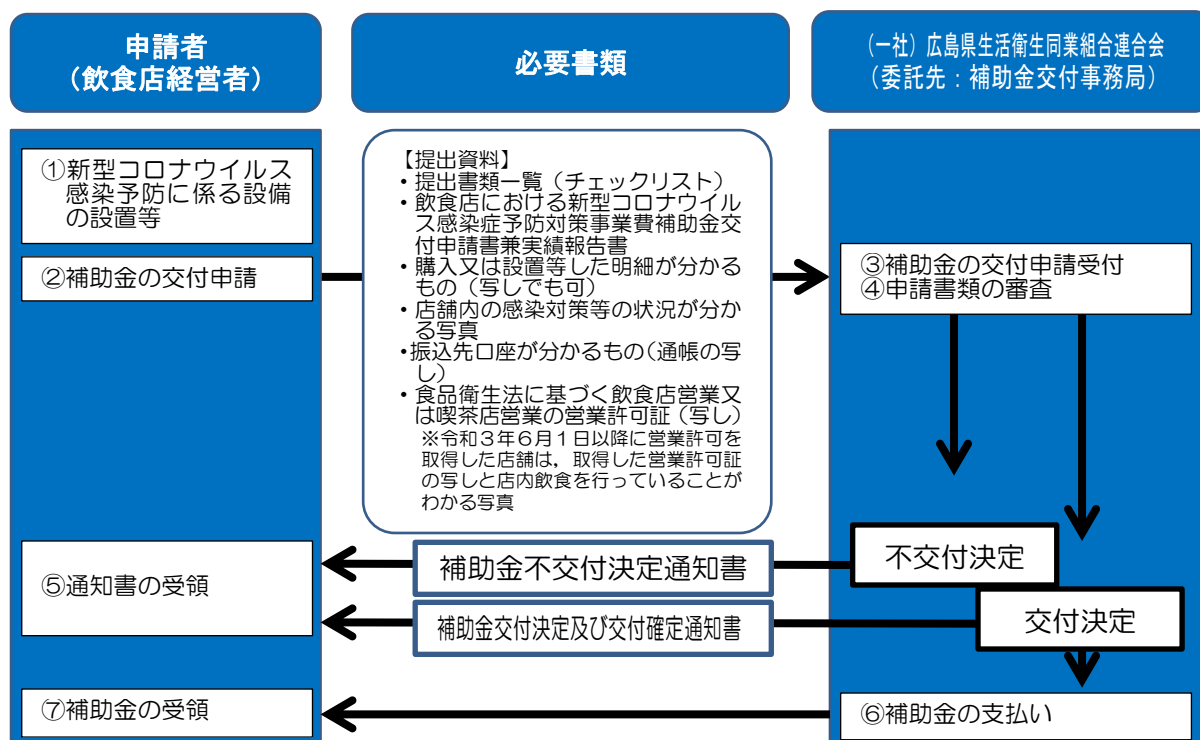 申請者
（飲食店経営者）
必要書類
（一社）広島県生活衛生同業組合連合会
（委託先：補助金交付事務局）
①新型コロナウイルス
感染予防に係る設備
の設置等
②補助金の交付申請
【提出資料】
・提出書類一覧（チェックリスト）
・飲食店における新型コロナウイル
ス感染症予防対策事業費補助金交
付申請書兼実績報告書
・購入又は設置等した明細が分かる
もの（写しでも可）
・店舗内の感染対策等の状況が分か
る写真
・振込先口座が分かるもの（通帳の写
し）
・食品衛生法に基づく飲食店営業又
は喫茶店営業の営業許可証（写し）
※令和３年６月１日以降に営業許可を
取得した店舗は，取得した営業許可証
の写しと店内飲食を行っていることが
わかる写真
③補助金の交付申請受付
④申請書類の審査
不交付決定
補助金不交付決定通知書
⑤通知書の受領
交付決定
補助金交付決定及び交付確定通知書
⑥補助金の支払い
⑦補助金の受領